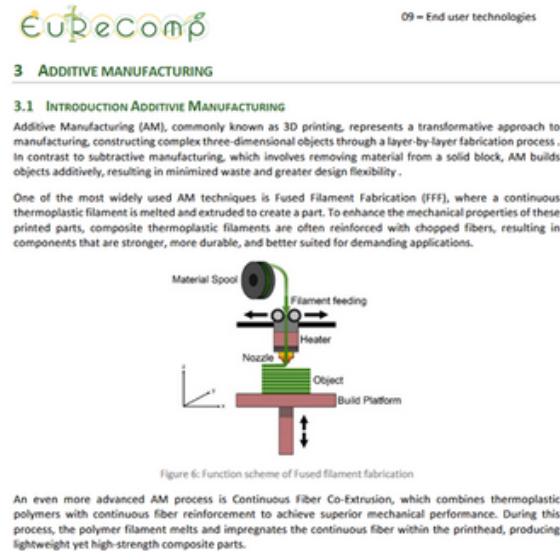 EuRecomp
09 – End user technologies
3 ADDITIVE MANUFACTURING
3.1 INTRODUCTION ADDITIVIE MANUFACTURING
Additive Manufacturing (AM), commonly known as 3D printing, represents a transformative approach to
manufacturing, constructing complex three-dimensional objects through a layer-by-layer fabrication process .
In contrast to subtractive manufacturing, which involves removing material from a solid block, AM builds
objects additively, resulting in minimized waste and greater design flexibility .
One of the most widely used AM techniques is Fused Filament Fabrication (FFF), where a continuous
thermoplastic filament is melted and extruded to create a part. To enhance the mechanical properties of these
printed parts, composite thermoplastic filaments are often reinforced with chopped fibers, resulting in
components that are stronger, more durable, and better suited for demanding applications.
Material Spool
Filament feeding
Heater
Nozzle
Object
Build Platform
z
y
x
Figure 6: Function scheme of Fused filament fabrication
An even more advanced AM process is Continuous Fiber Co-Extrusion, which combines thermoplastic
polymers with continuous fiber reinforcement to achieve superior mechanical performance. During this
process, the polymer filament melts and impregnates the continuous fiber within the printhead, producing
lightweight yet high-strength composite parts.